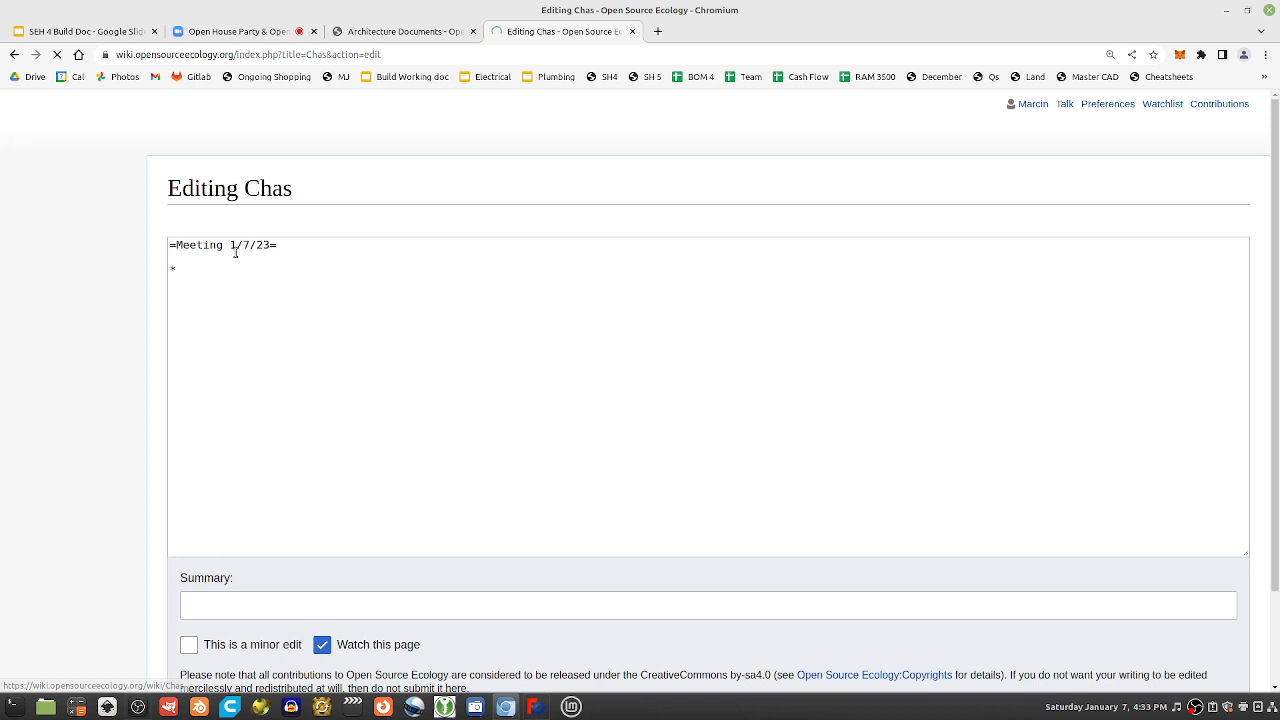 Editing Chas - Open Source Ecology - Chromium
SEH 4 Build Doc - Google Slid
Open House Party & Open
Architecture Documents - Ope
Editing Chas - Open Source Ec
wiki.opensourceecology.org/index.php?title=Chas&action=edit
Drive Cal Photos Gitlab Ongoing Shopping MJ Build Working doc Electrical Plumbing SH4 SH 5 BOM 4 Team Cash Flow RAM 3500 December Qs Land Master CAD Cheatsheets »
Marcin Talk Preferences Watchlist Contributions
Editing Chas
=Meeting 1/7/23=
*
Summary:
This is a minor edit Watch this page
Please note that all contributions to Open Source Ecology are considered to be released under the CreativeCommons by-sa4.0 (see Open Source Ecology:Copyrights for details). If you do not want your writing to be edited
mercilessly and redistributed at will, then do not submit it here.
https://wiki.opensourceecology.org/wiki/Chas
Saturday January 7, 4:33 PM